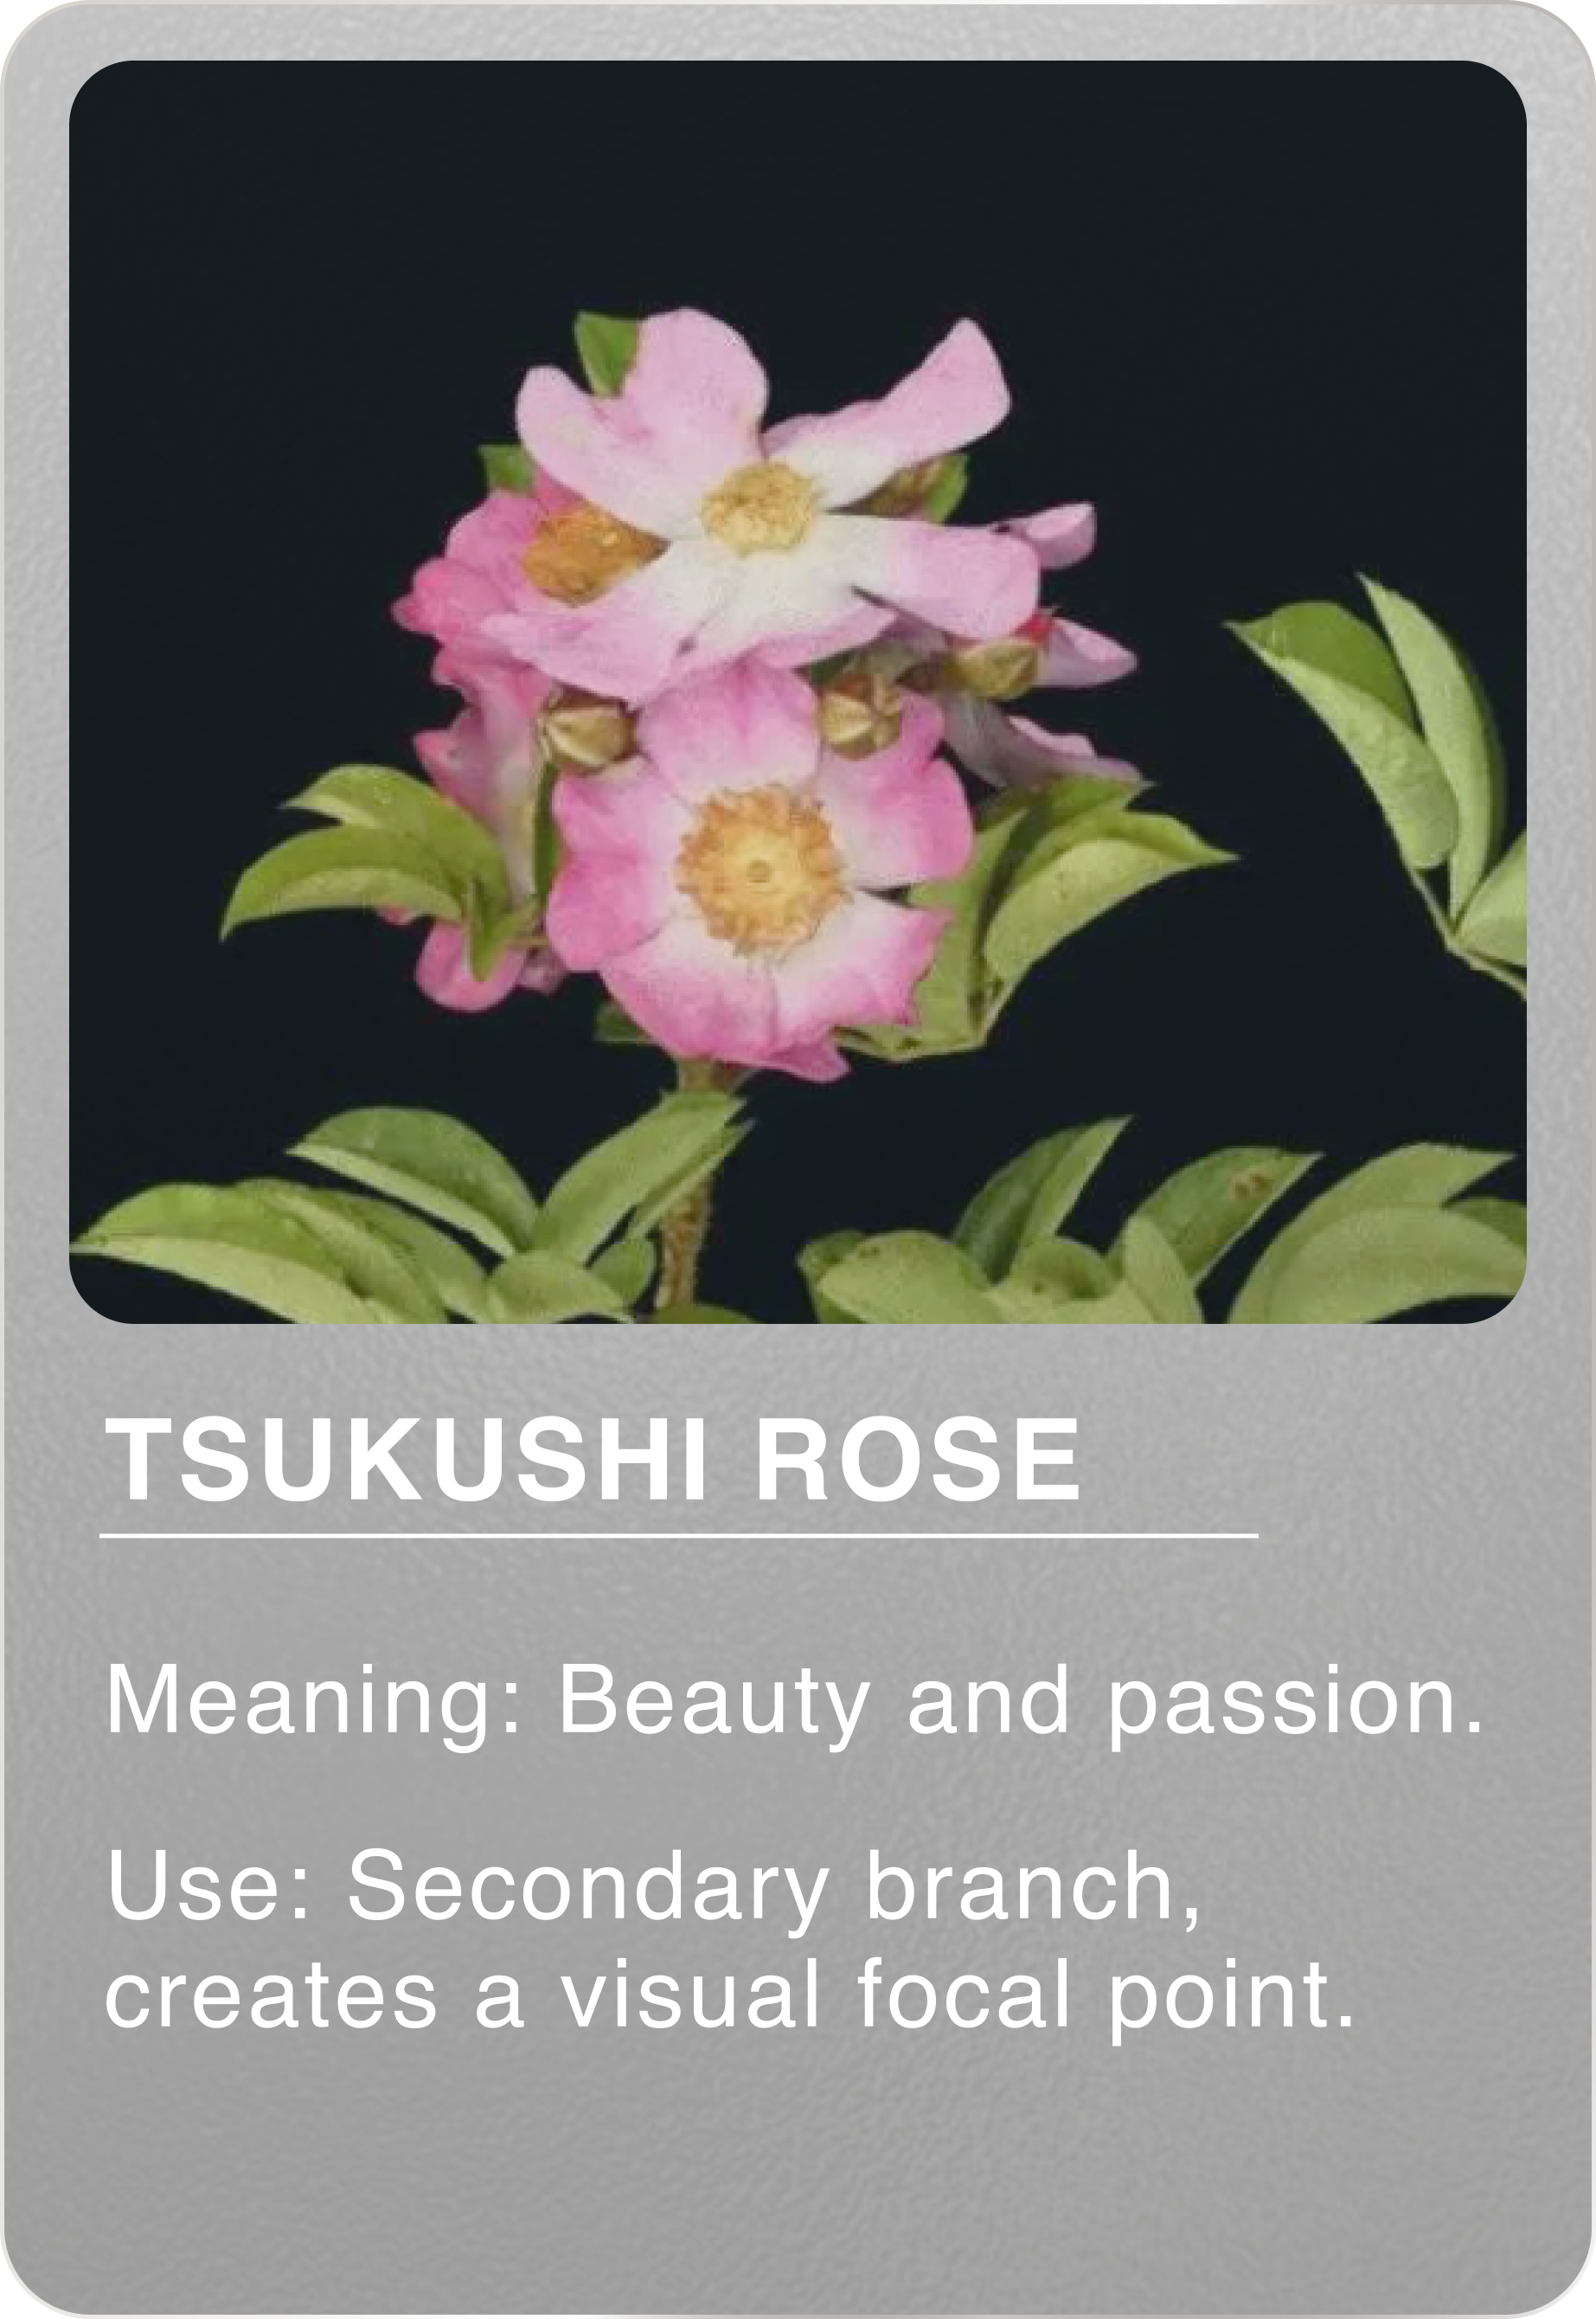 TSUKUSHI ROSE
Meaning: Beauty and passion.
Use: Secondary branch,
creates a visual focal point.